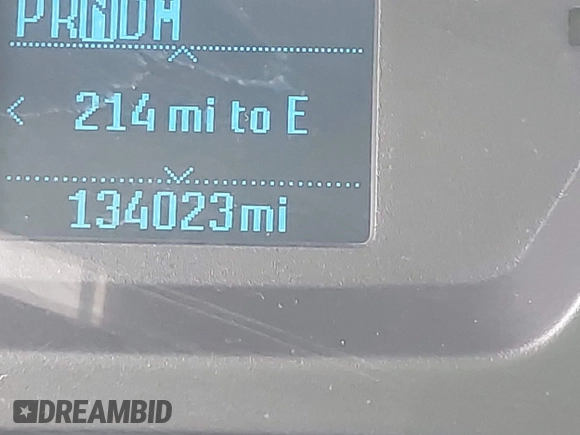 PRNDM
214 mi to E
134023mi
DREAMBID